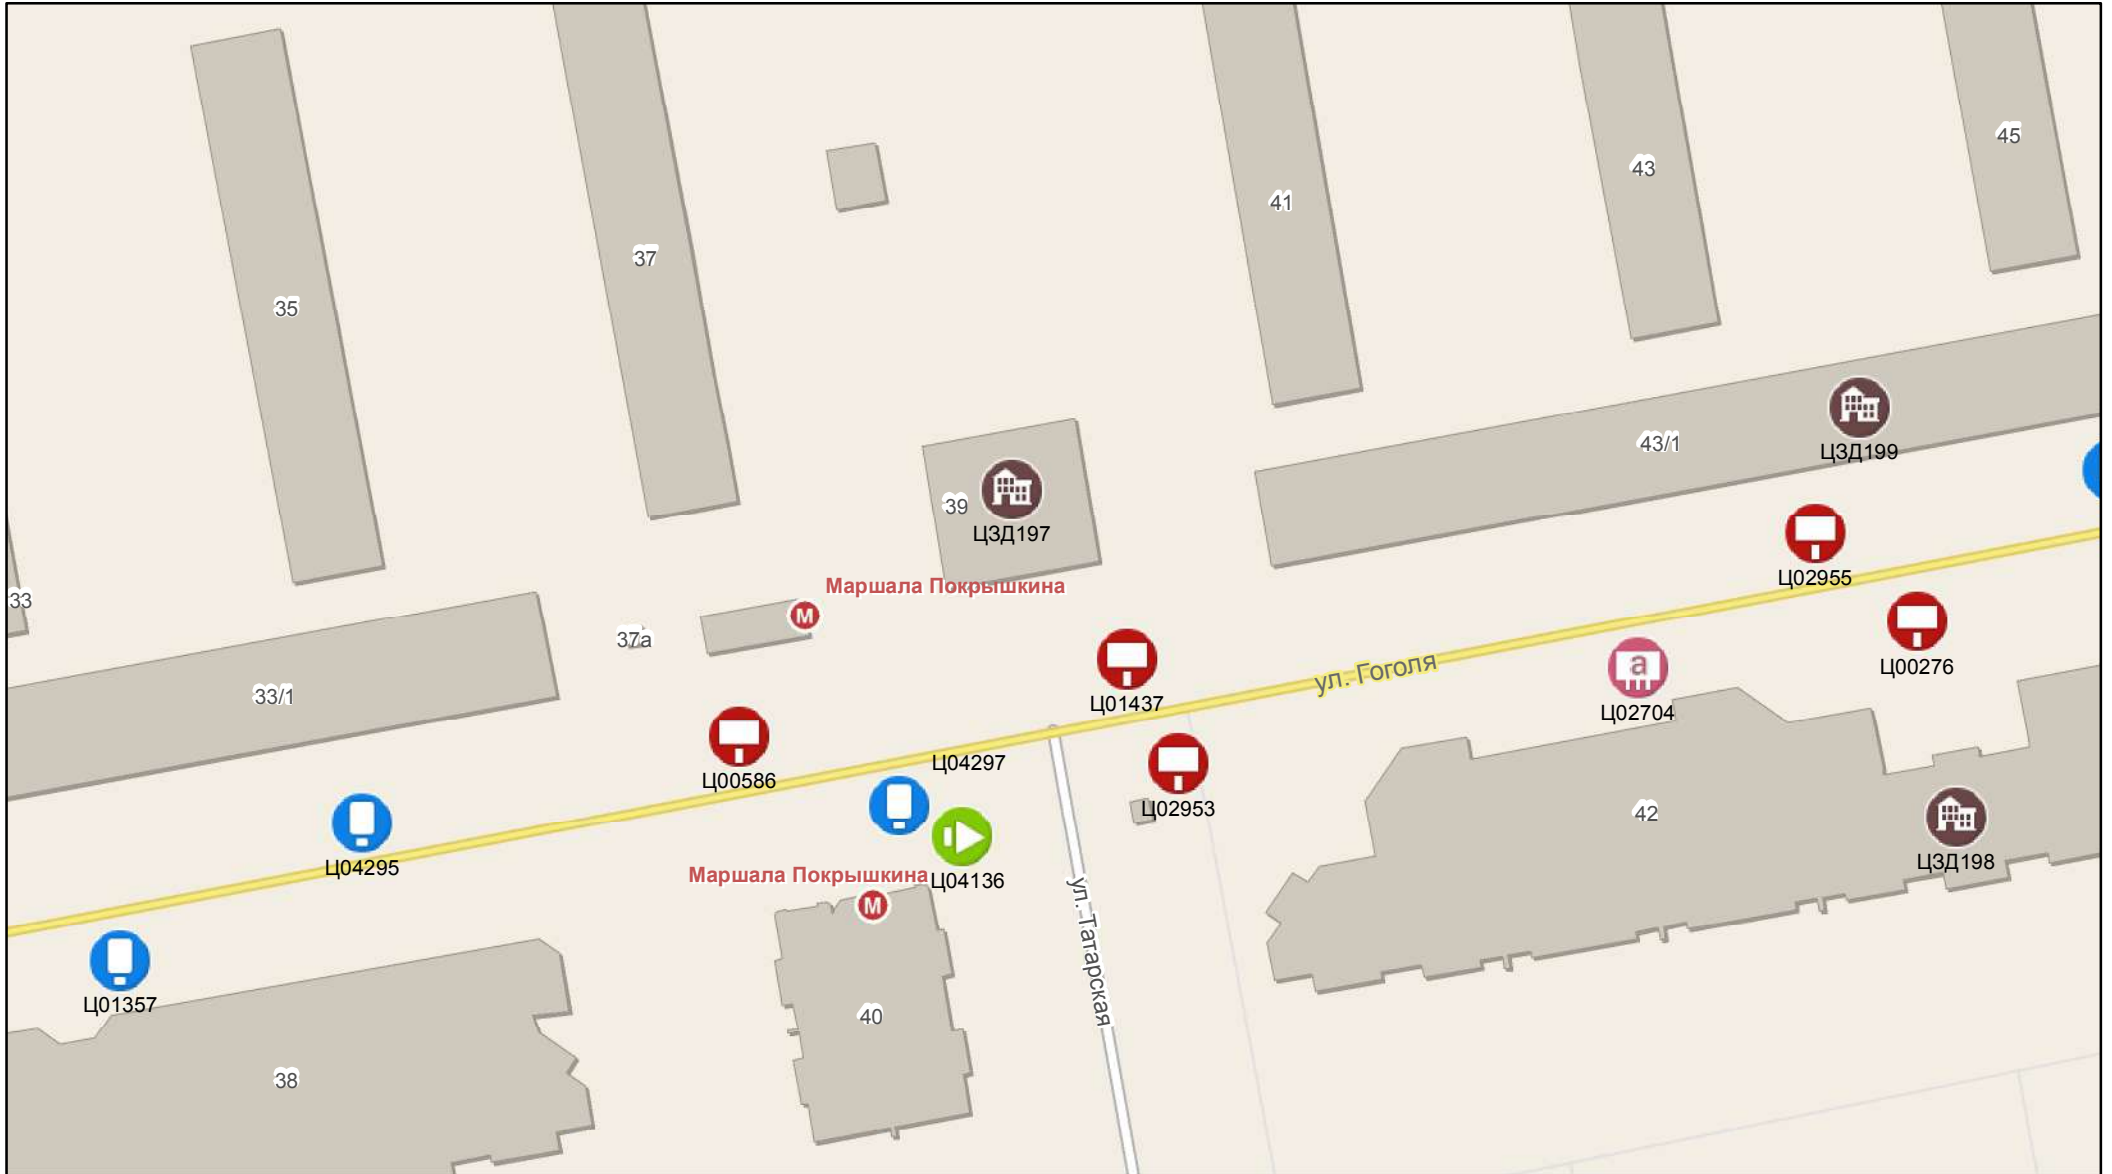 45
43
41
37
35
ЦЗД199
43/1
39
ЦЗД197
Ц02955
Маршала Покрышкина
33
М
37а
ул. Гоголя
Ц00276
33/1
Ц01437
а
Ц02704
Ц00586
Ц04297
Ц02953
42
Ц04295
ЦЗД198
Маршала Покрышкина
Ц04136
М
ул. Татарская
Ц01357
40
38